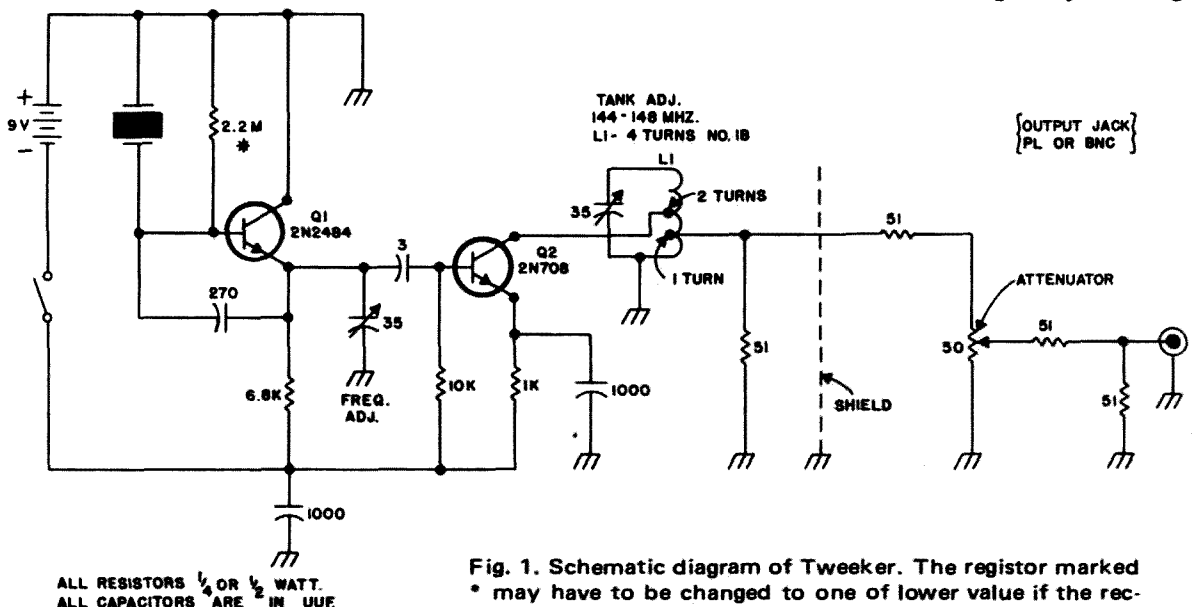 +
9V
-
2.2M
*
Q1
2N2484
270
6.8K
35
FREQ.
ADJ.
3
10K
Q2
2N708
1K
1000
1000
TANK ADJ.
144-148 MHZ.
L1- 4 TURNS NO. 18
L1
35
2 TURNS
1 TURN
51
SHIELD
51
{OUTPUT JACK}
{PL OR BNC}
ATTENUATOR
50
51
51
ALL RESISTORS 1/4 OR 1/2 WATT.
ALL CAPACITORS ARE IN UUF
Fig. 1. Schematic diagram of Tweeker. The registor marked
* may have to be changed to one of lower value if the rec-